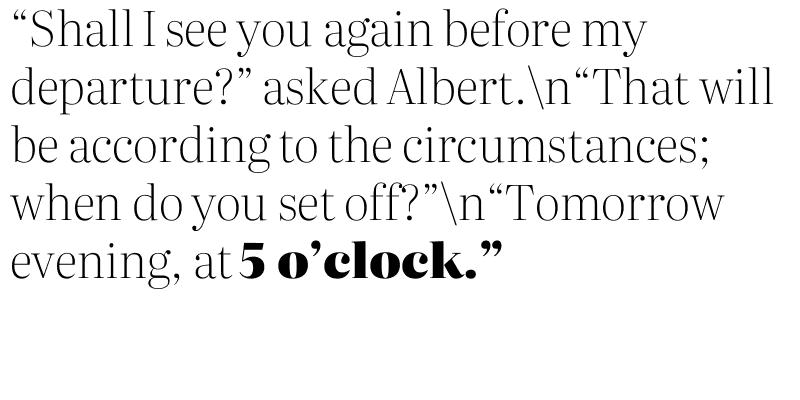 “Shall I see you again before my
departure?” asked Albert.\n“That will
be according to the circumstances;
when do you set off?”\n“Tomorrow
evening, at 5 o’clock.”